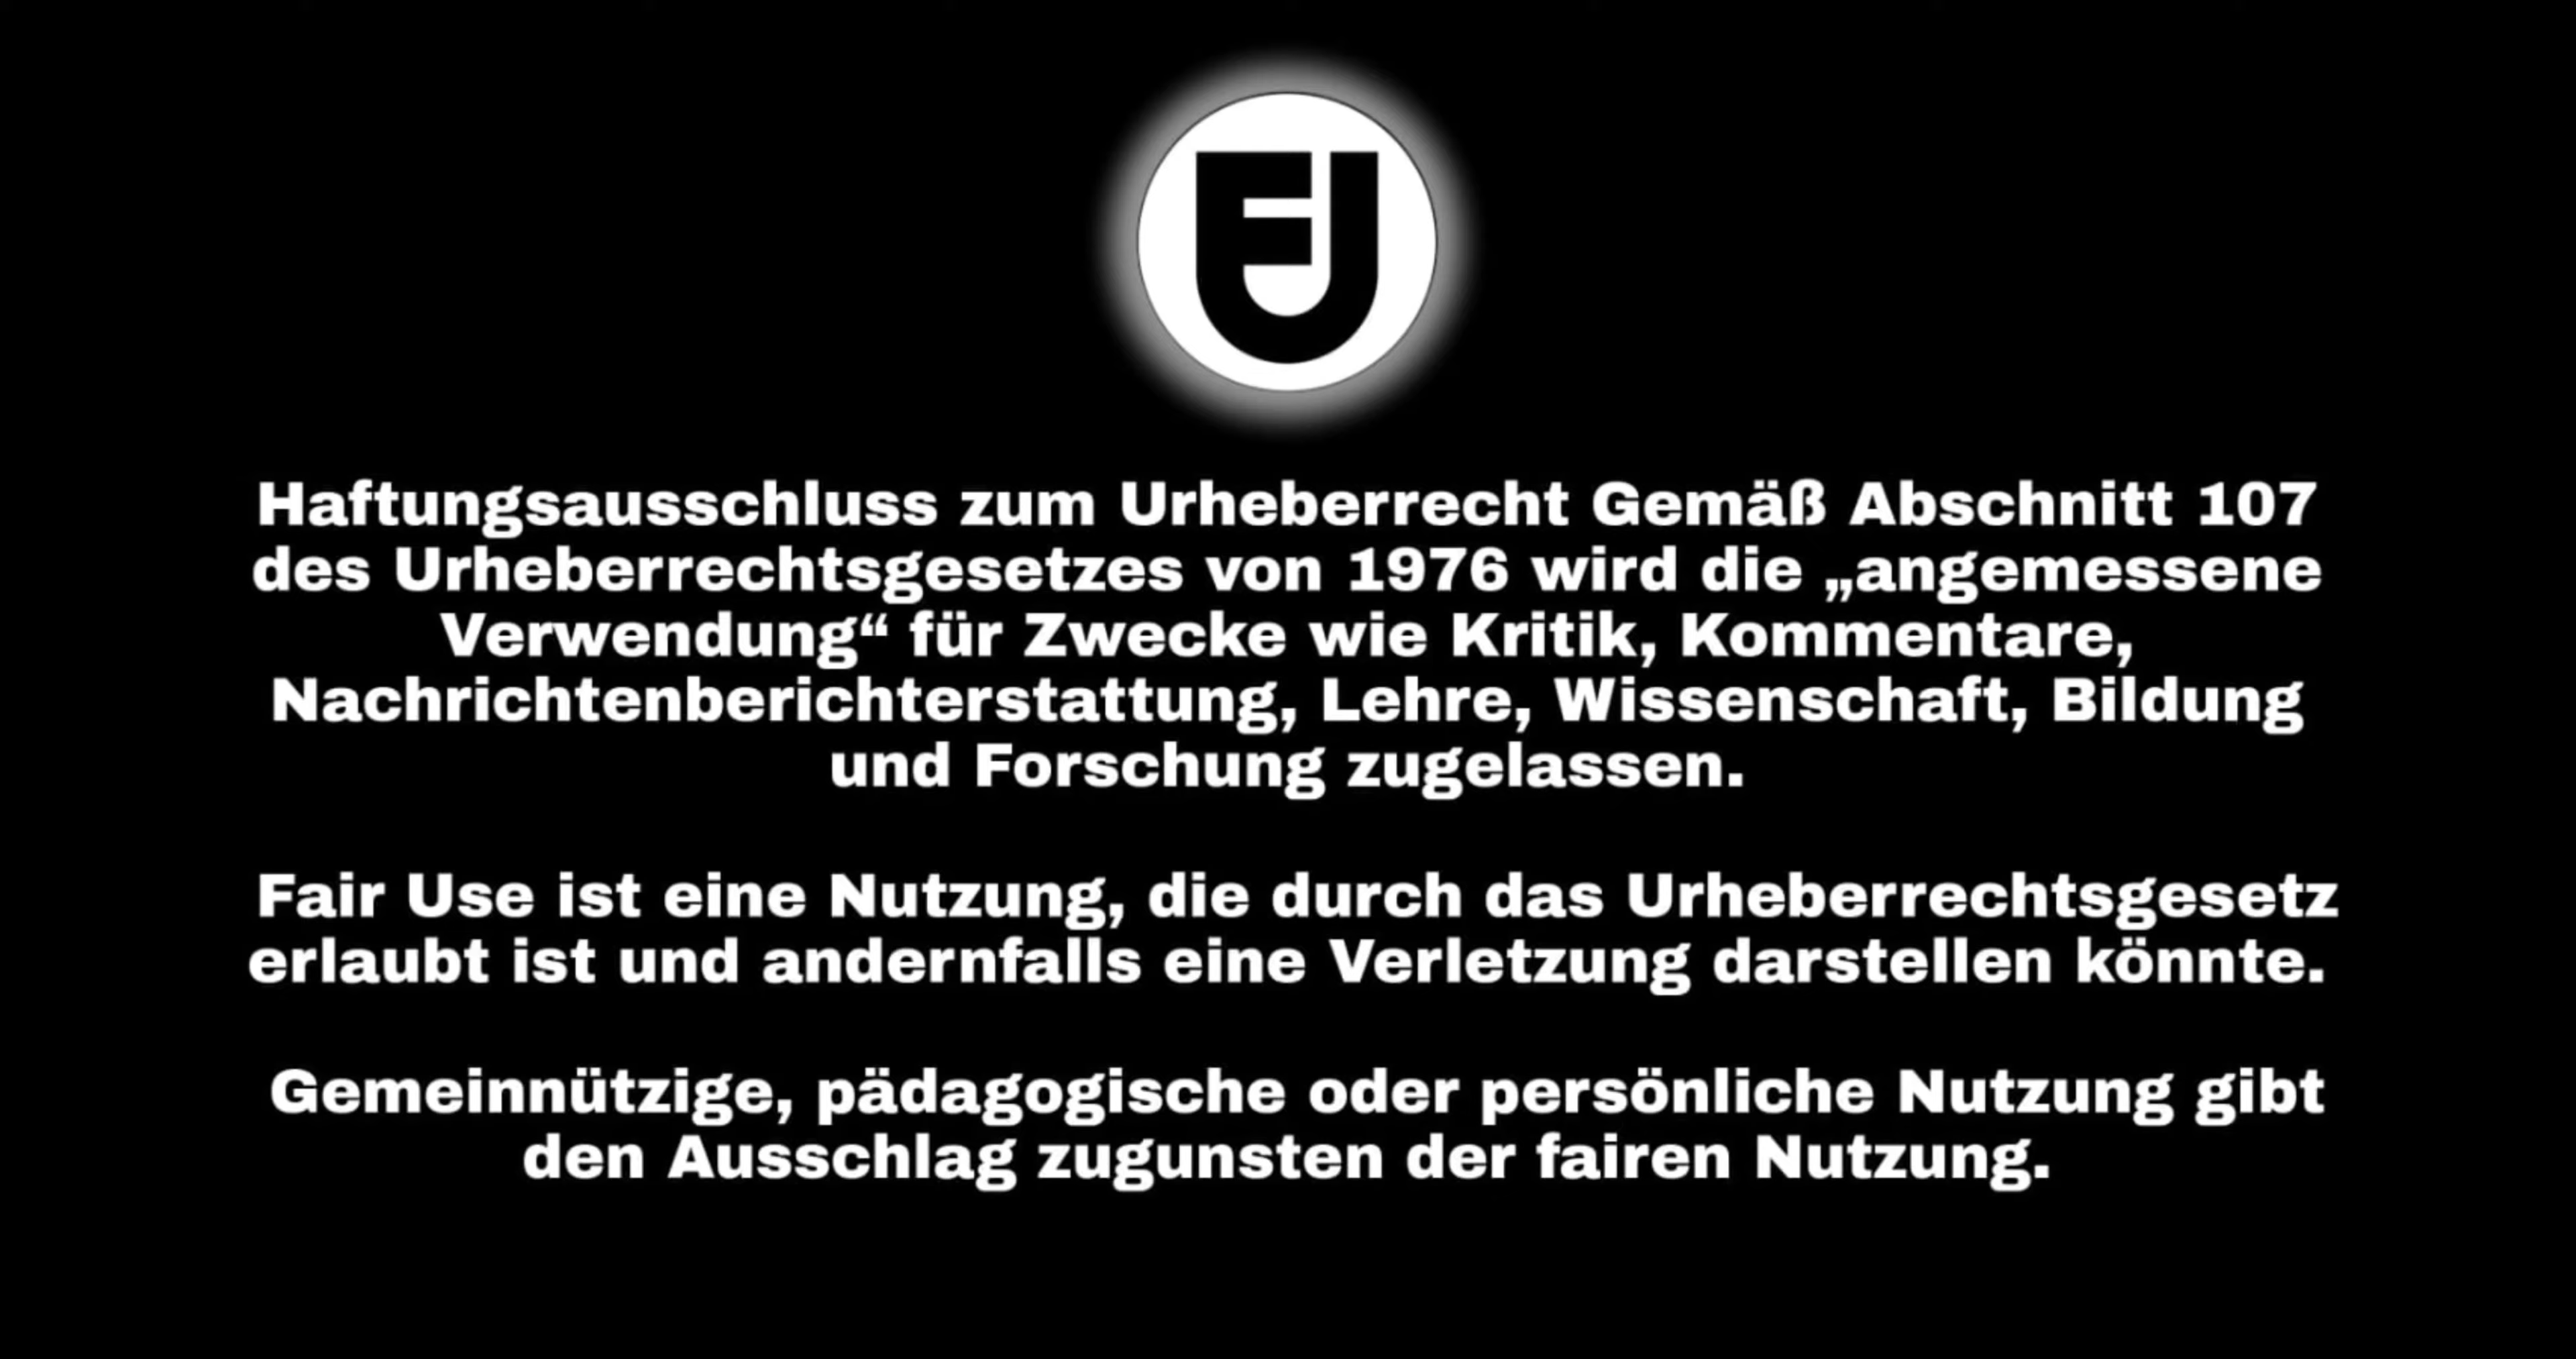 Haftungsausschluss zum Urheberrecht Gemäß Abschnitt 107
des Urheberrechtsgesetzes von 1976 wird die „angemessene
Verwendung“ für Zwecke wie Kritik, Kommentare,
Nachrichtenberichterstattung, Lehre, Wissenschaft, Bildung
und Forschung zugelassen.
Fair Use ist eine Nutzung, die durch das Urheberrechtsgesetz
erlaubt ist und andernfalls eine Verletzung darstellen könnte.
Gemeinnützige, pädagogische oder persönliche Nutzung gibt
den Ausschlag zugunsten der fairen Nutzung.